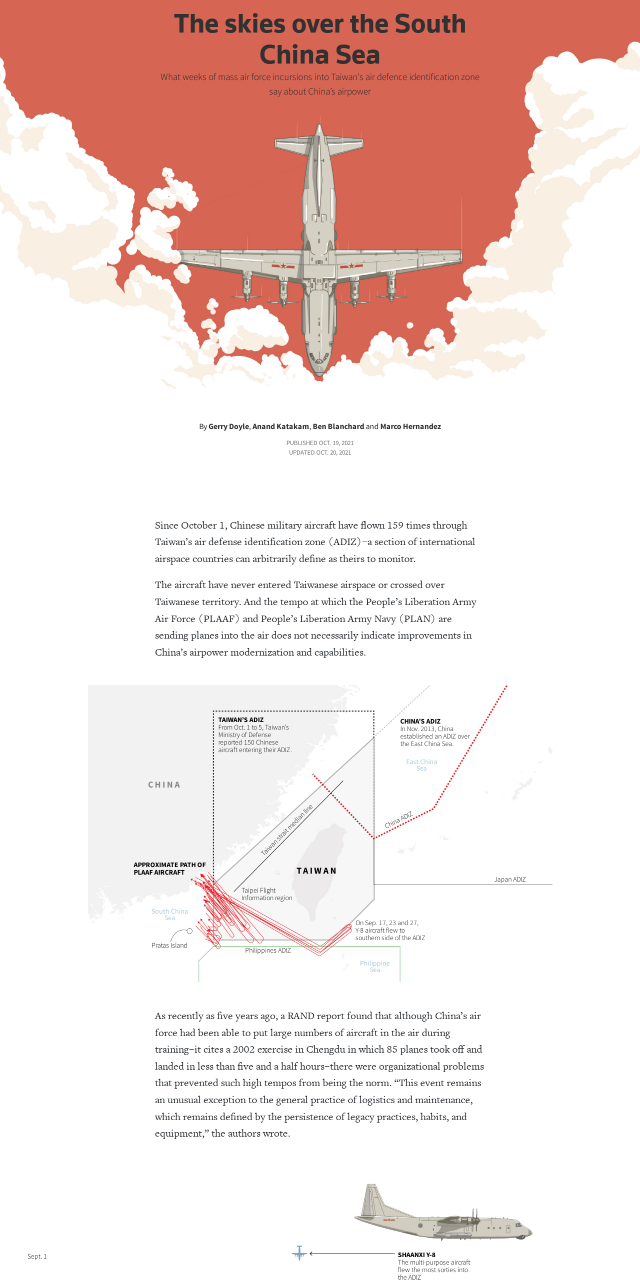 The skies over the South
China Sea
What weeks of mass air force incursions into Taiwan's air defence identification zone
say about China's airpower
By Gerry Doyle, Anand Katakam, Ben Blanchard and Marco Hernandez
PUBLISHED OCT. 19, 2021
UPDATED OCT. 20, 2021
Since October 1, Chinese military aircraft have flown 159 times through
Taiwan's air defense identification zone (ADIZ)–a section of international
airspace countries can arbitrarily define as theirs to monitor.
The aircraft have never entered Taiwanese airspace or crossed over
Taiwanese territory. And the tempo at which the People's Liberation Army
Air Force (PLAAF) and People's Liberation Army Navy (PLAN) are
sending planes into the air does not necessarily indicate improvements in
China's airpower modernization and capabilities.
TAIWAN'S ADIZ
From Oct. 1 to 5, Taiwan's
Ministry of Defense
reported 150 Chinese
aircraft entering their ADIZ.
CHINA'S ADIZ
In Nov. 2013, China
established an ADIZ over
the East China Sea.
East China
Sea
CHINA
Taiwan strait median line
China ADIZ
APPROXIMATE PATH OF
PLAAF AIRCRAFT
TAIWAN
Japan ADIZ
Taipei Flight
Information region
South China
Sea
On Sep. 17, 23 and 27,
Y-8 aircraft flew to
southern side of the ADIZ
Pratas Island
Philippines ADIZ
Philippine
Sea
As recently as five years ago, a RAND report found that although China's air
force had been able to put large numbers of aircraft in the air during
training–it cites a 2002 exercise in Chengdu in which 85 planes took off and
landed in less than five and a half hours–there were organizational problems
that prevented such high tempos from being the norm. “This event remains
an unusual exception to the general practice of logistics and maintenance,
which remains defined by the persistence of legacy practices, habits, and
equipment,” the authors wrote.
Sept. 1
SHAANXI Y-8
The multi-purpose aircraft
flew the most sorties into
the ADIZ